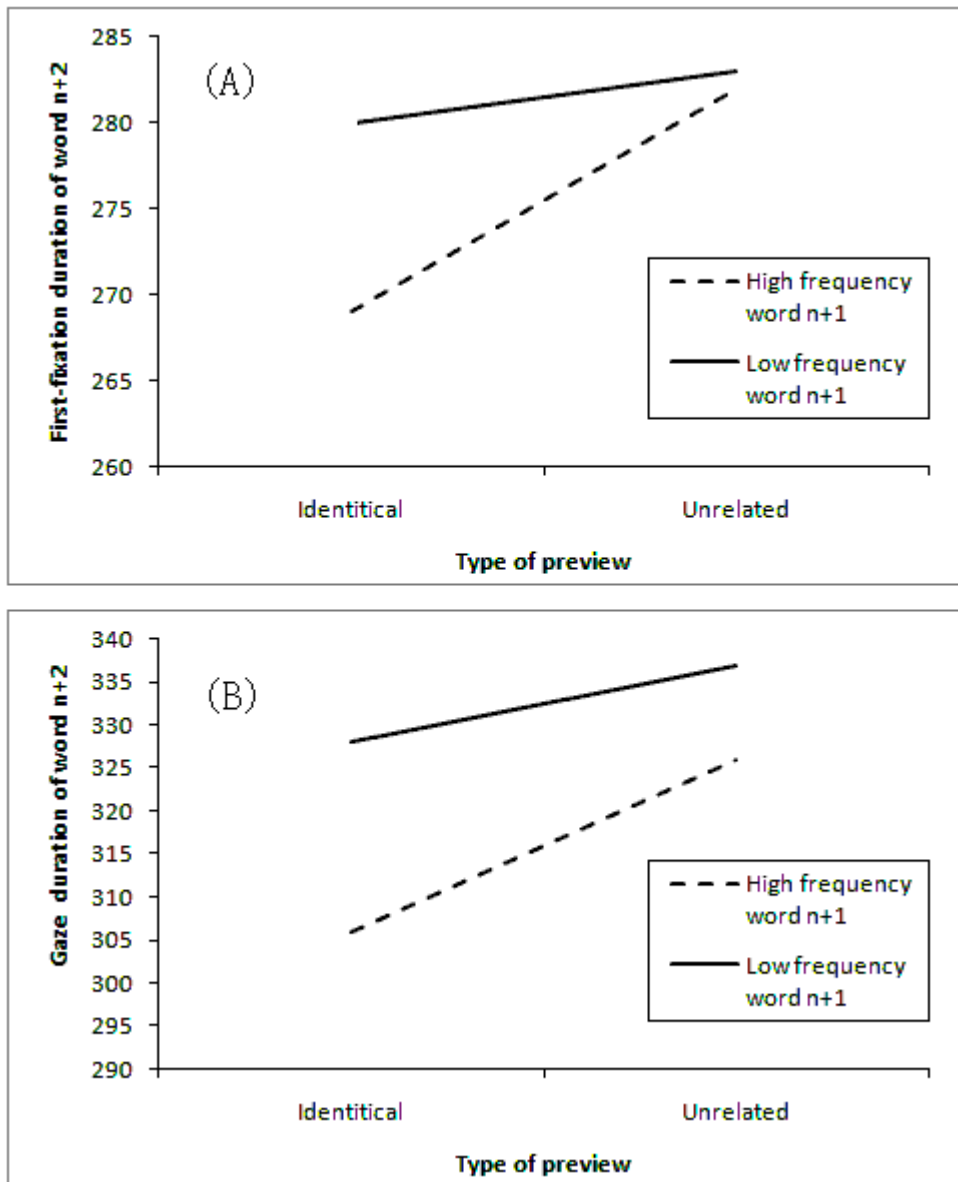 First-fixation duration of word n+2
285
280
275
270
265
260
(A)
High frequency
word n+1
Low frequency
word n+1
Identitical
Unrelated
Type of preview
Gaze duration of word n+2
340
335
330
325
320
315
310
305
300
295
290
(B)
High frequency
word n+1
Low frequency
word n+1
Identitical
Unrelated
Type of preview